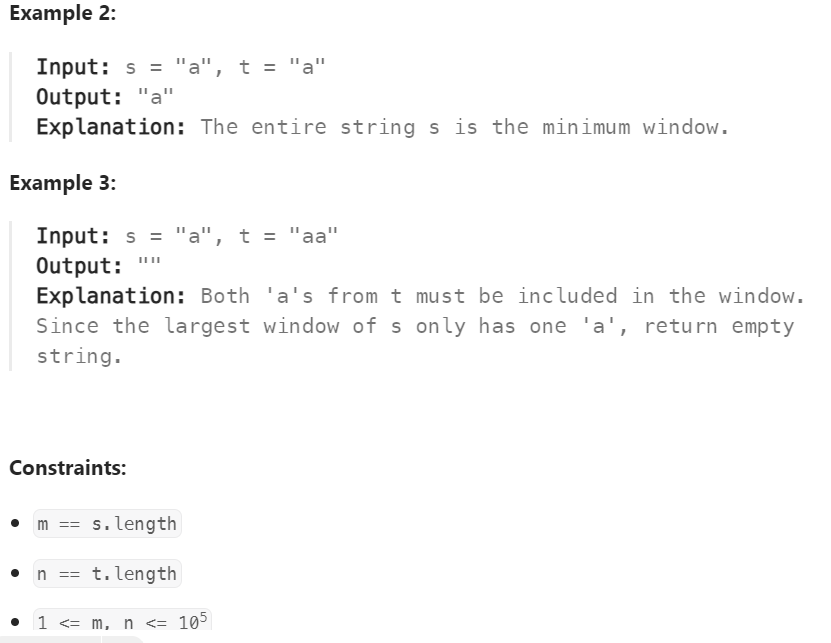 Example 2:
Input: s = "a", t = "a"
Output: "a"
Explanation: The entire string s is the minimum window.
Example 3:
Input: s = "a", t = "aa"
Output: ""
Explanation: Both 'a's from t must be included in the window.
Since the largest window of s only has one 'a', return empty
string.
Constraints:
• m == s.length
• n == t.length
• 1 <= m, n <= 10⁵